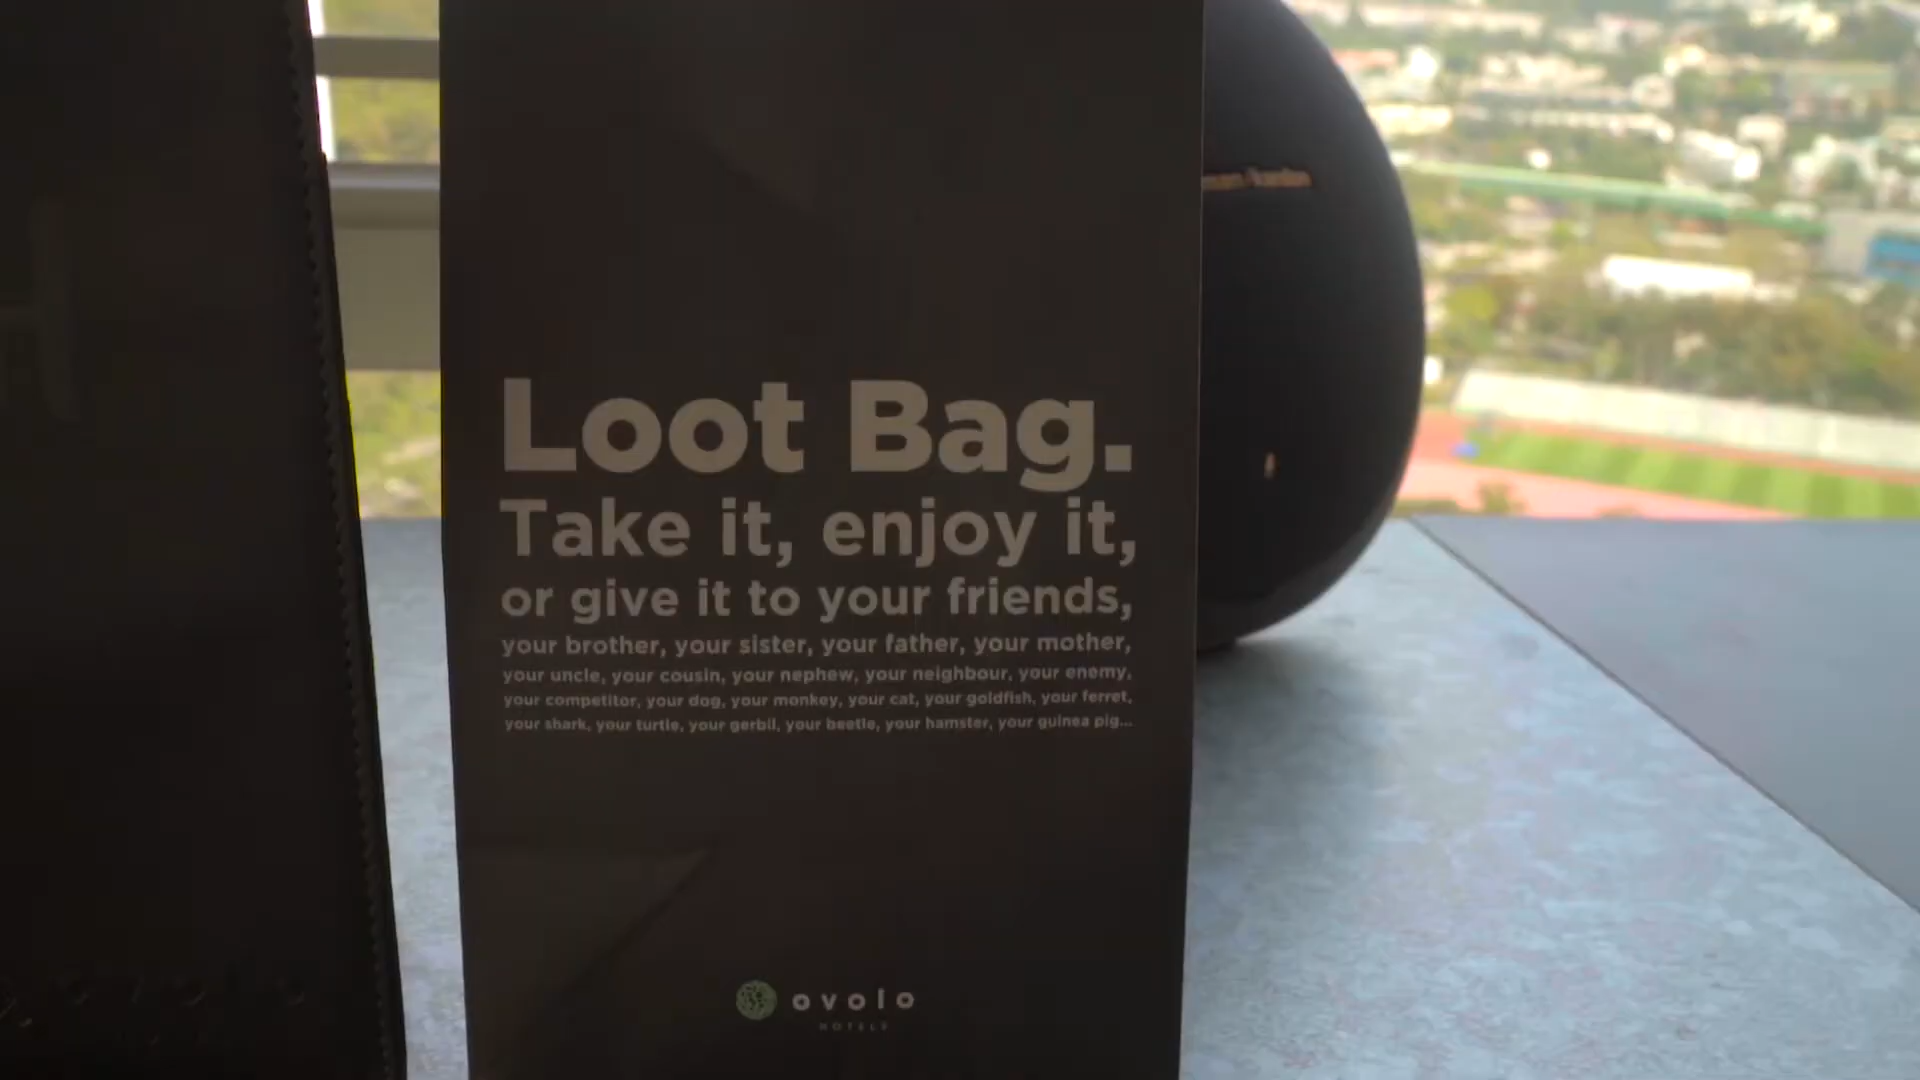 Loot Bag.
Take it, enjoy it,
or give it to your friends,
your brother, your sister, your father, your mother,
your uncle, your cousin, your nephew, your neighbour, your enemy,
your competitor, your dog, your monkey, your cat, your goldfish, your ferret,
your shark, your turtle, your gerbil, your beetle, your hamster, your guinea pig...
ovolo
HOTELS